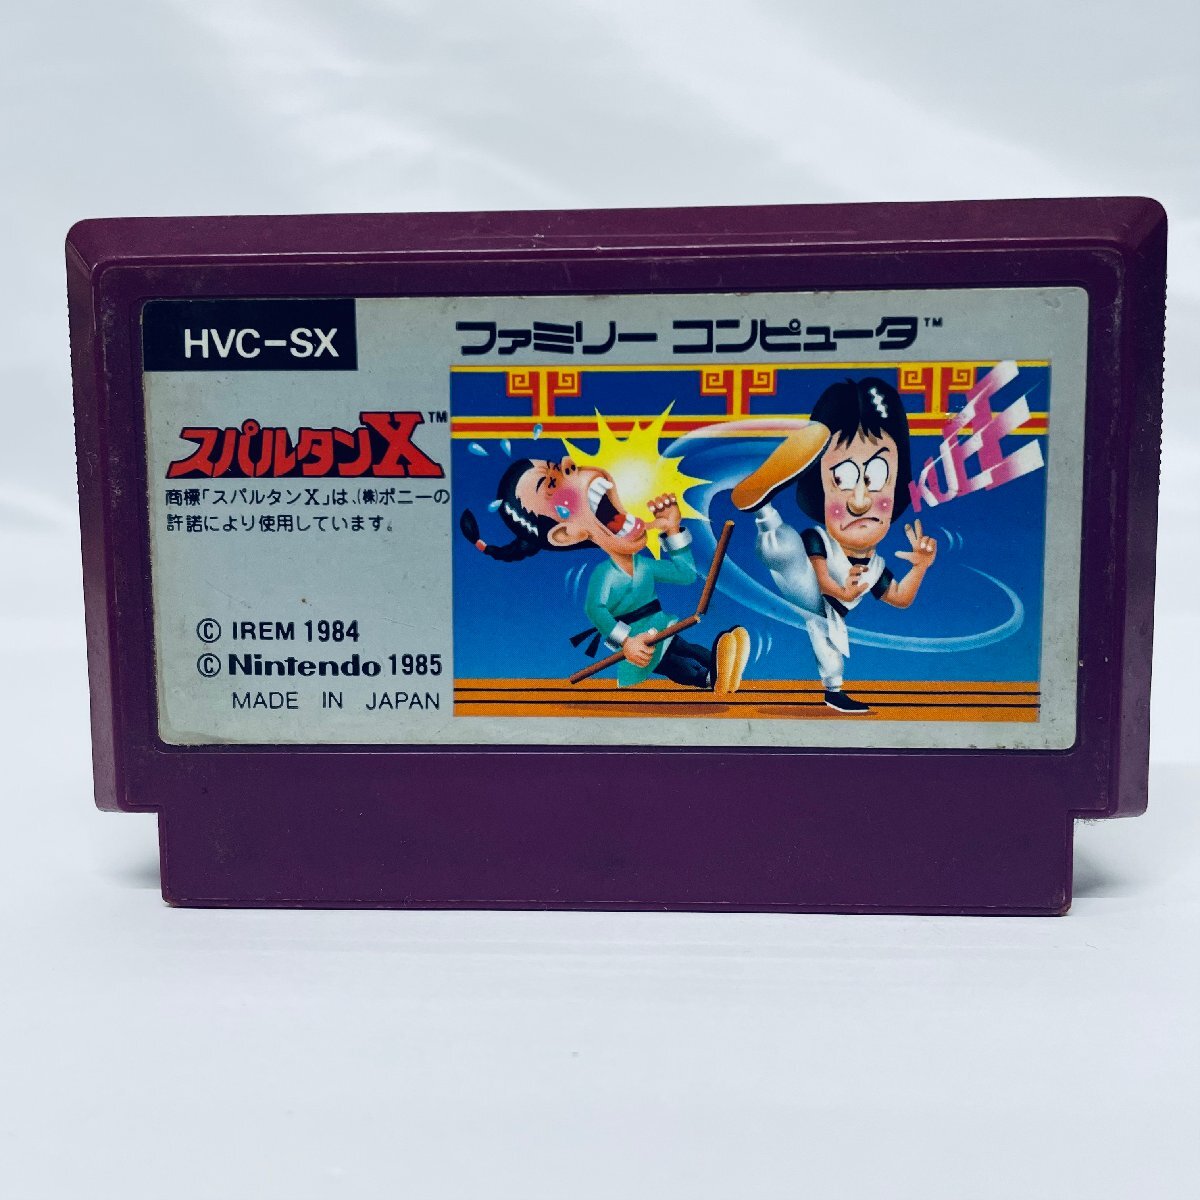 HVC-SX
ファミリー コンピュータ™
スパルタンX™
商標「スパルタンX」は、(株)ポニーの
許諾により使用しています。
© IREM 1984
© Nintendo 1985
MADE IN JAPAN